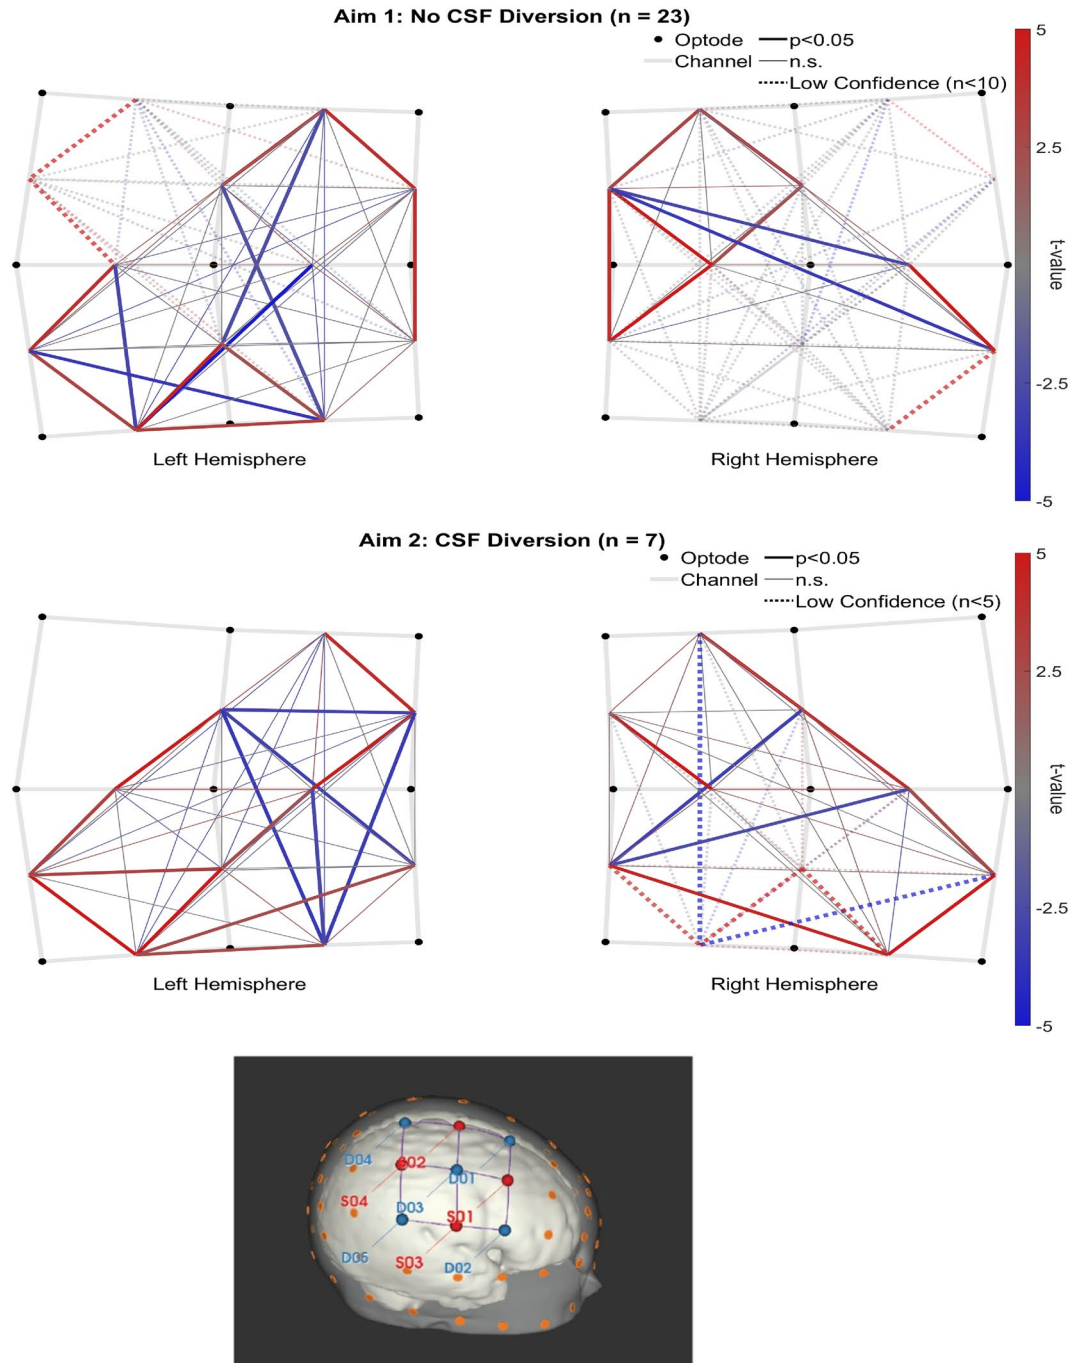 Aim 1: No CSF Diversion (n = 23)
Optode p<0.05
Channel n.s.
Low Confidence (n<10)
5
2.5
t-value
-2.5
-5
Left Hemisphere
Right Hemisphere
Aim 2: CSF Diversion (n = 7)
Optode p<0.05
Channel n.s.
Low Confidence (n<5)
5
2.5
t-value
-2.5
-5
Left Hemisphere
Right Hemisphere
D04
S02
D01
S04
D03
S01
D05
S03
D02